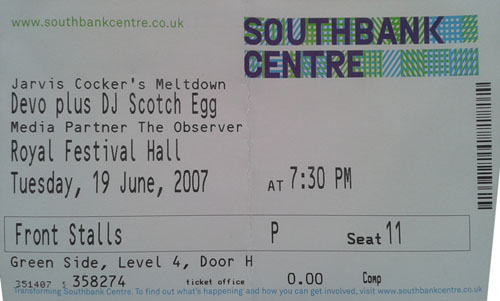 www.southbankcentre.co.uk
SOUTHBANK
CENTRE
Jarvis Cocker's Meltdown
Devo plus DJ Scotch Egg
Media Partner The Observer
Royal Festival Hall
Tuesday, 19 June, 2007 AT 7:30 PM
Front Stalls P Seat 11
Green Side, Level 4, Door H
351407 1 358274 ticket office 0.00 Comp
Transforming Southbank Centre. To find out what's happening and how you can get involved, visit www.southbankcentre.co.uk